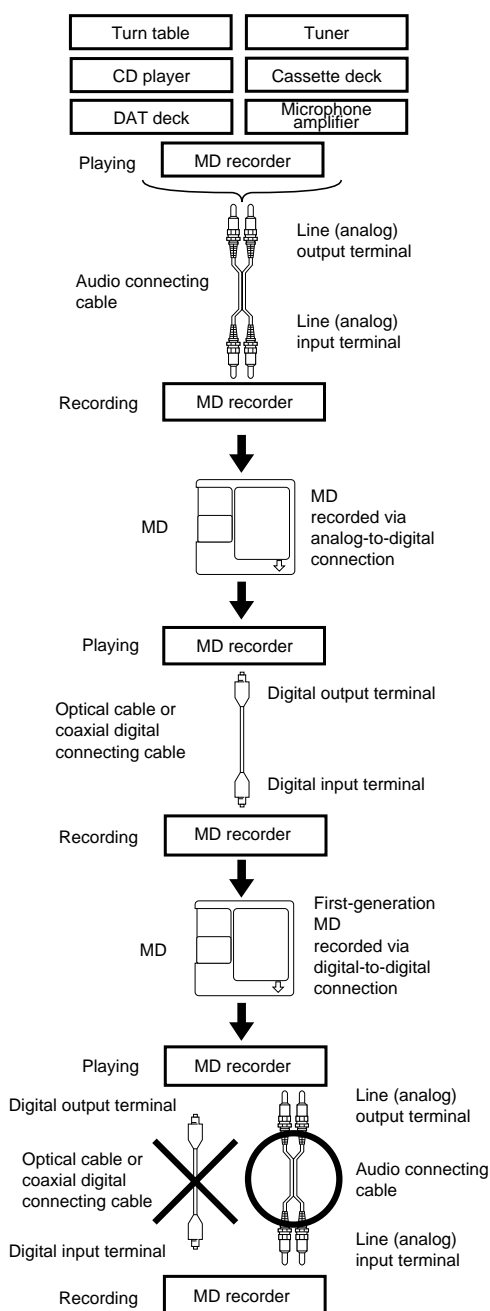 Turn table
Tuner
CD player
Cassette deck
DAT deck
Microphone
amplifier
Playing
MD recorder
Line (analog)
output terminal
Audio connecting
cable
Line (analog)
input terminal
Recording
MD recorder
MD
MD
recorded via
analog-to-digital
connection
Playing
MD recorder
Digital output terminal
Optical cable or
coaxial digital
connecting cable
Digital input terminal
Recording
MD recorder
MD
First-generation
MD
recorded via
digital-to-digital
connection
Playing
MD recorder
Digital output terminal
Line (analog)
output terminal
Optical cable or
coaxial digital
connecting cable
Audio connecting
cable
Digital input terminal
Line (analog)
input terminal
Recording
MD recorder